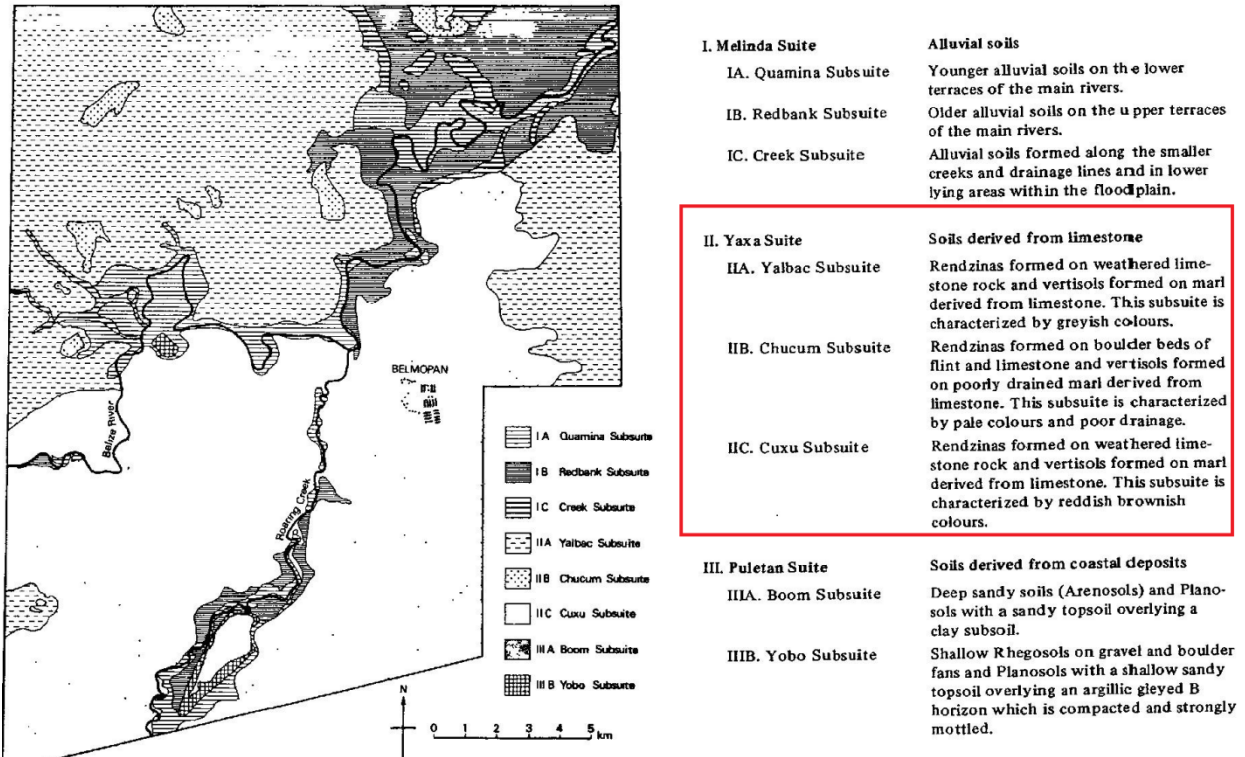 BELMOPAN
Belize River
Roaring Creek
I A Quamina Subsuite
I B Redbank Subsuite
I C Creek Subsuite
II A Yalbac Subsuite
II B Chucum Subsuite
II C Cuxu Subsuite
III A Boom Subsuite
III B Yobo Subsuite
N
0 1 2 3 4 5
km
I. Melinda Suite Alluvial soils
IA. Quamina Subsuite Younger alluvial soils on the lower
terraces of the main rivers.
IB. Redbank Subsuite Older alluvial soils on the upper terraces
of the main rivers.
IC. Creek Subsuite Alluvial soils formed along the smaller
creeks and drainage lines and in lower
lying areas within the floodplain.
II. Yaxa Suite Soils derived from limestone
IIA. Yalbac Subsuite Rendzinas formed on weathered lime-
stone rock and vertisols formed on marl
derived from limestone. This subsuite is
characterized by greyish colours.
IIB. Chucum Subsuite Rendzinas formed on boulder beds of
flint and limestone and vertisols formed
on poorly drained marl derived from
limestone. This subsuite is characterized
by pale colours and poor drainage.
IIC. Cuxu Subsuite Rendzinas formed on weathered lime-
stone rock and vertisols formed on marl
derived from limestone. This subsuite is
characterized by reddish brownish
colours.
III. Puletan Suite Soils derived from coastal deposits
IIIA. Boom Subsuite Deep sandy soils (Arenosols) and Plano-
sols with a sandy topsoil overlying a
clay subsoil.
IIIB. Yobo Subsuite Shallow Rhegosols on gravel and boulder
fans and Planosols with a shallow sandy
topsoil overlying an argillic gleyed B
horizon which is compacted and strongly
mottled.